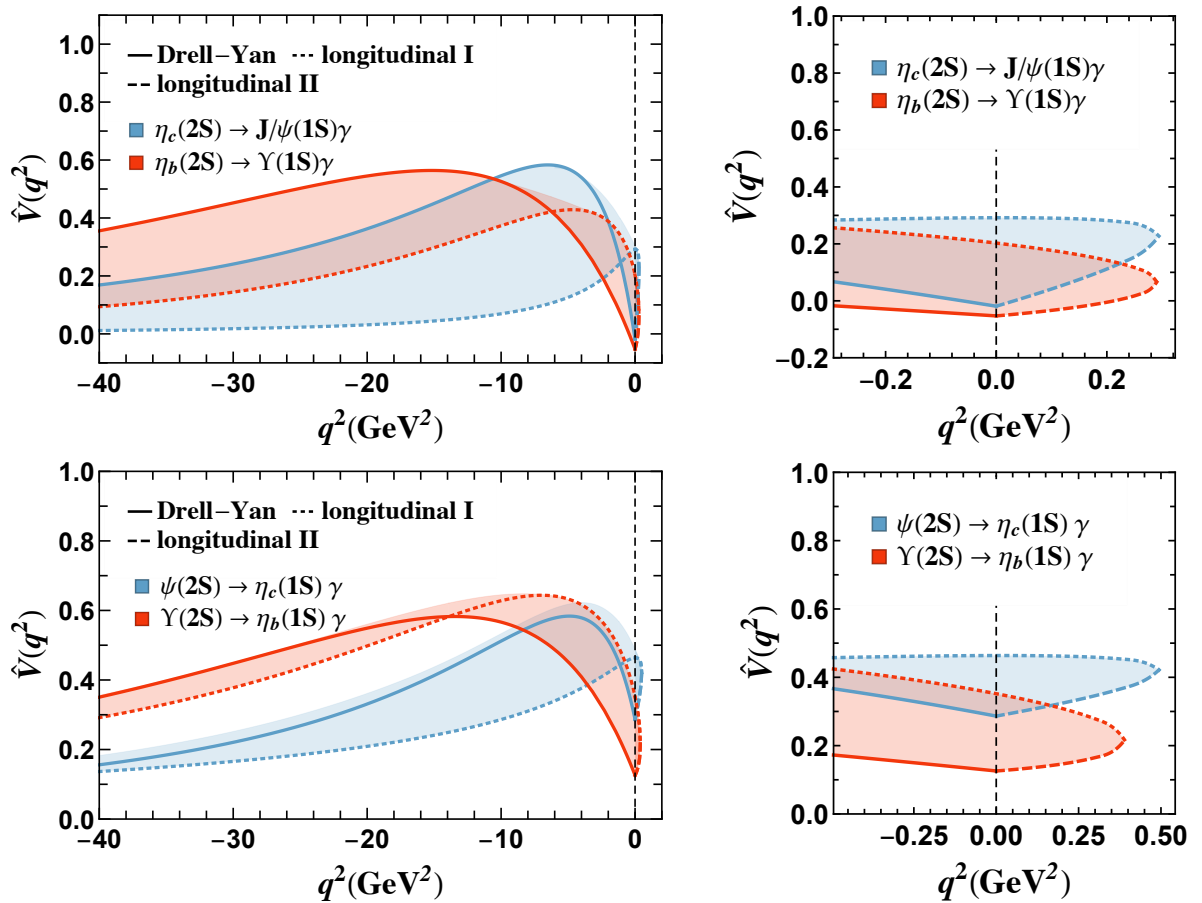 Drell−Yan longitudinal I
longitudinal II
η_c(2S) → J/ψ(1S)γ
η_b(2S) → Υ(1S)γ
V̂(q²)
1.0
0.8
0.6
0.4
0.2
0.0
−40 −30 −20 −10 0
q²(GeV²)
η_c(2S) → J/ψ(1S)γ
η_b(2S) → Υ(1S)γ
V̂(q²)
1.0
0.8
0.6
0.4
0.2
0.0
−0.2
−0.2 0.0 0.2
q²(GeV²)
Drell−Yan longitudinal I
longitudinal II
ψ(2S) → η_c(1S) γ
Υ(2S) → η_b(1S) γ
V̂(q²)
1.0
0.8
0.6
0.4
0.2
0.0
−40 −30 −20 −10 0
q²(GeV²)
ψ(2S) → η_c(1S) γ
Υ(2S) → η_b(1S) γ
V̂(q²)
1.0
0.8
0.6
0.4
0.2
0.0
−0.25 0.00 0.25 0.50
q²(GeV²)